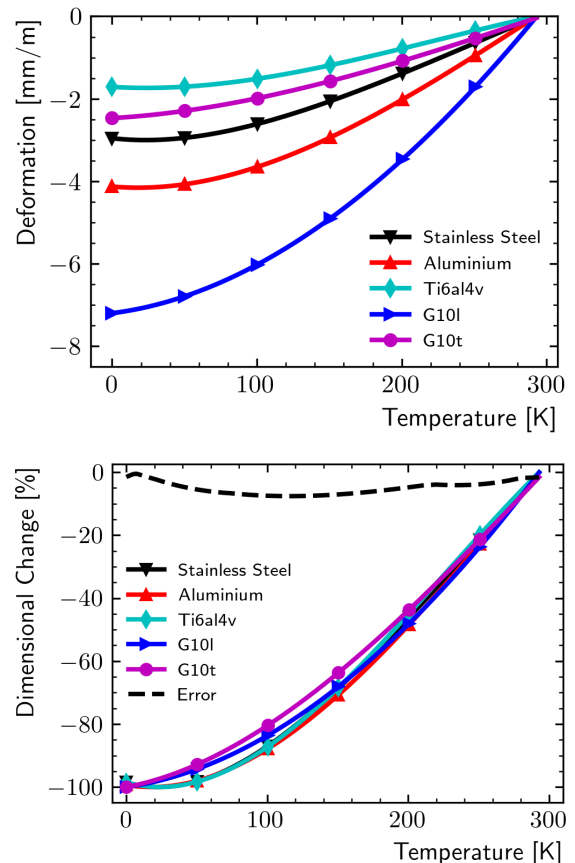 Deformation [mm/m]
0
−2
−4
−6
−8
Stainless Steel
Aluminium
Ti6al4v
G10l
G10t
0 100 200 300
Temperature [K]
Dimensional Change [%]
0
−20
−40
−60
−80
−100
Stainless Steel
Aluminium
Ti6al4v
G10l
G10t
Error
0 100 200 300
Temperature [K]